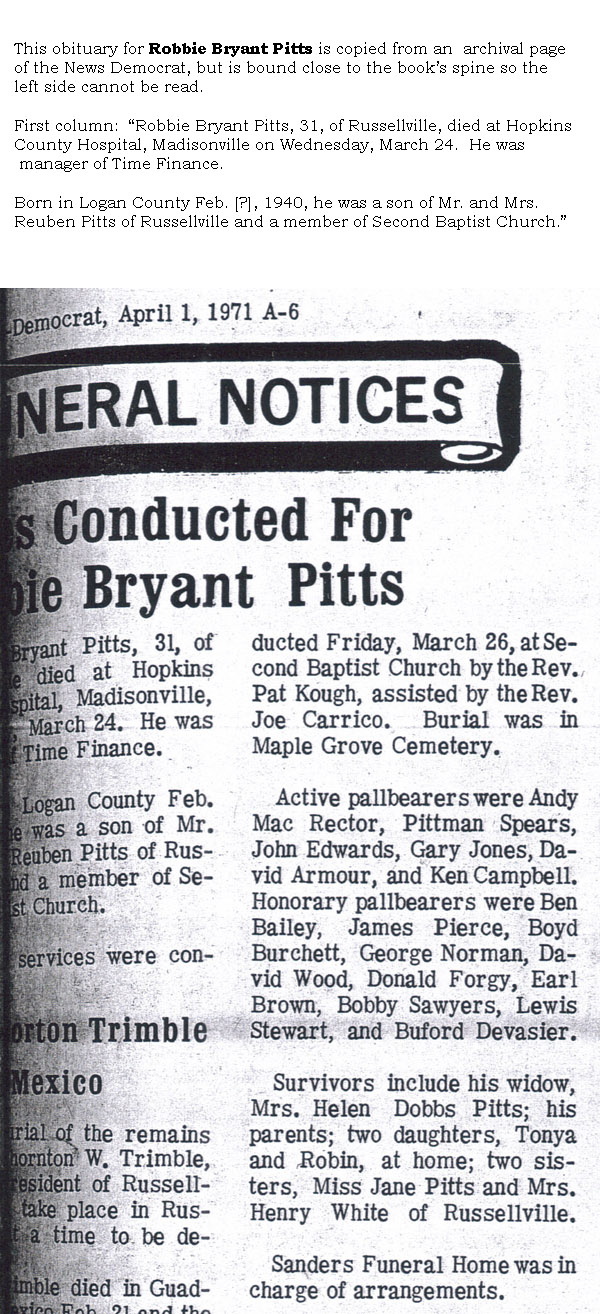 This obituary for Robbie Bryant Pitts is copied from an archival page
of the News Democrat, but is bound close to the book's spine so the
left side cannot be read.
First column: "Robbie Bryant Pitts, 31, of Russellville, died at Hopkins
County Hospital, Madisonville on Wednesday, March 24. He was
manager of Time Finance.
Born in Logan County Feb. [?], 1940, he was a son of Mr. and Mrs.
Reuben Pitts of Russellville and a member of Second Baptist Church."
-Democrat, April 1, 1971 A-6
NERAL NOTICES
s Conducted For
bie Bryant Pitts
Bryant Pitts, 31, of
e died at Hopkins
spital, Madisonville,
March 24. He was
f Time Finance.
Logan County Feb.
he was a son of Mr.
Reuben Pitts of Rus-
nd a member of Se-
st Church.
services were con-
orton Trimble
Mexico
rial of the remains
hornton W. Trimble,
esident of Russell-
take place in Rus-
t a time to be de-
imble died in Guad-
exico Feb. 21 and the
ducted Friday, March 26, at Se-
cond Baptist Church by the Rev.
Pat Kough, assisted by the Rev.
Joe Carrico. Burial was in
Maple Grove Cemetery.
Active pallbearers were Andy
Mac Rector, Pittman Spears,
John Edwards, Gary Jones, Da-
vid Armour, and Ken Campbell.
Honorary pallbearers were Ben
Bailey, James Pierce, Boyd
Burchett, George Norman, Da-
vid Wood, Donald Forgy, Earl
Brown, Bobby Sawyers, Lewis
Stewart, and Buford Devasier.
Survivors include his widow,
Mrs. Helen Dobbs Pitts; his
parents; two daughters, Tonya
and Robin, at home; two sis-
ters, Miss Jane Pitts and Mrs.
Henry White of Russellville.
Sanders Funeral Home was in
charge of arrangements.